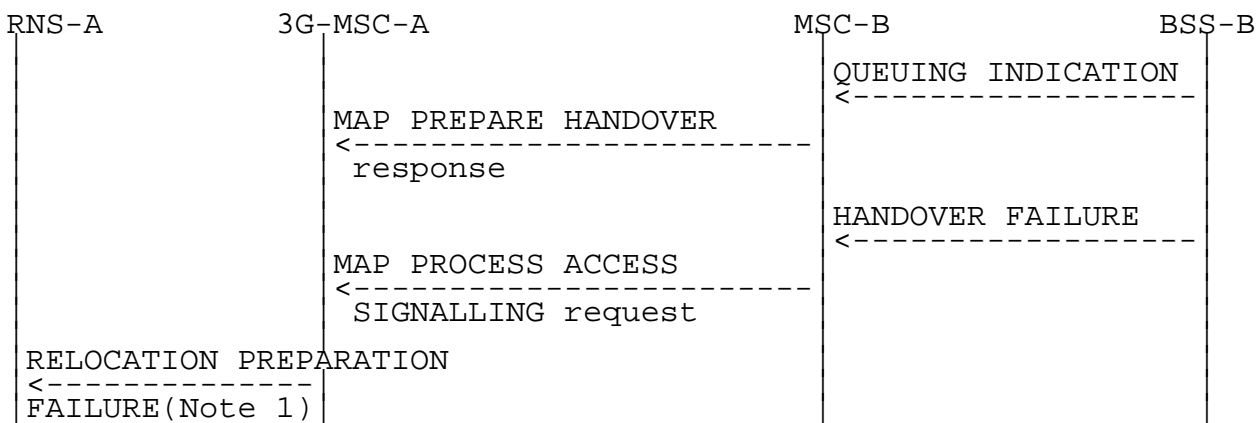 RNS-A 3G-MSC-A MSC-B BSS-B
QUEUING INDICATION
MAP PREPARE HANDOVER
response
HANDOVER FAILURE
MAP PROCESS ACCESS
SIGNALLING request
RELOCATION PREPARATION
FAILURE(Note 1)